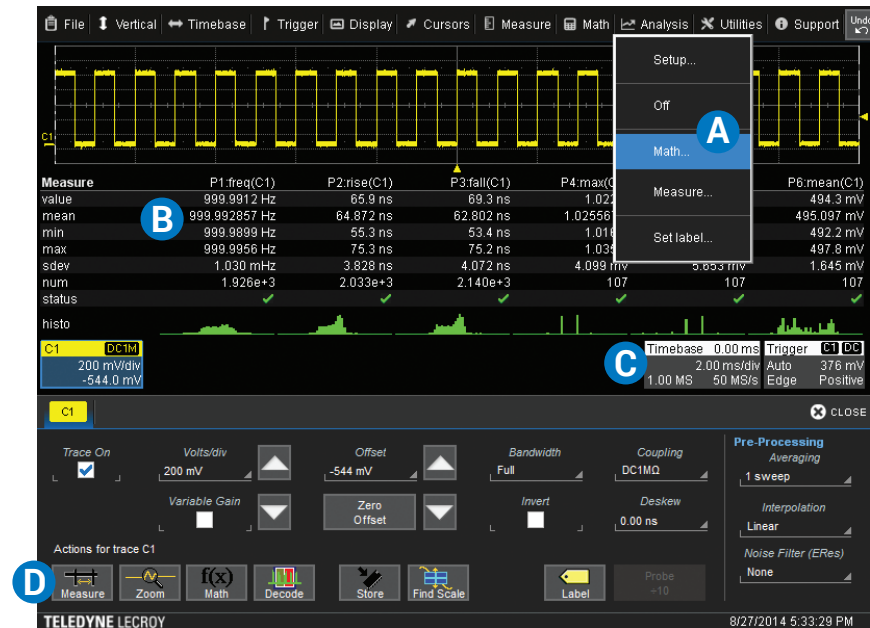 File Vertical Timebase Trigger Display Cursors Measure Math Analysis Utilities Support Undo
Setup...
Off
Math...
Measure...
Set label...
A
C1
Measure P1:freq(C1) P2:rise(C1) P3:fall(C1) P4:max(C P6:mean(C1)
value 999.9912 Hz 65.9 ns 69.3 ns 1.022 494.3 mV
mean 999.992857 Hz 64.872 ns 62.802 ns 1.02556 495.097 mV
min 999.9899 Hz 55.3 ns 53.4 ns 1.016 492.2 mV
max 999.9956 Hz 75.3 ns 75.2 ns 1.035 497.8 mV
sdev 1.030 mHz 3.828 ns 4.072 ns 4.099 mV 5.653 mV 1.645 mV
num 1.926e+3 2.033e+3 2.140e+3 107 107 107
status
histo
B
C1 DC1M
200 mV/div
-544.0 mV
C
Timebase 0.00 ms
2.00 ms/div
1.00 MS 50 MS/s
Trigger C1 DC
Auto 376 mV
Edge Positive
C1
CLOSE
Trace On Volts/div Offset Bandwidth Coupling
200 mV -544 mV Full DC1MΩ
Variable Gain Zero Offset Invert Deskew
0.00 ns
Pre-Processing
Averaging
1 sweep
Interpolation
Linear
Noise Filter (ERes)
None
Actions for trace C1
D
Measure Zoom f(x) Math Decode Store Find Scale Label Probe ÷10
TELEDYNE LECROY 8/27/2014 5:33:29 PM